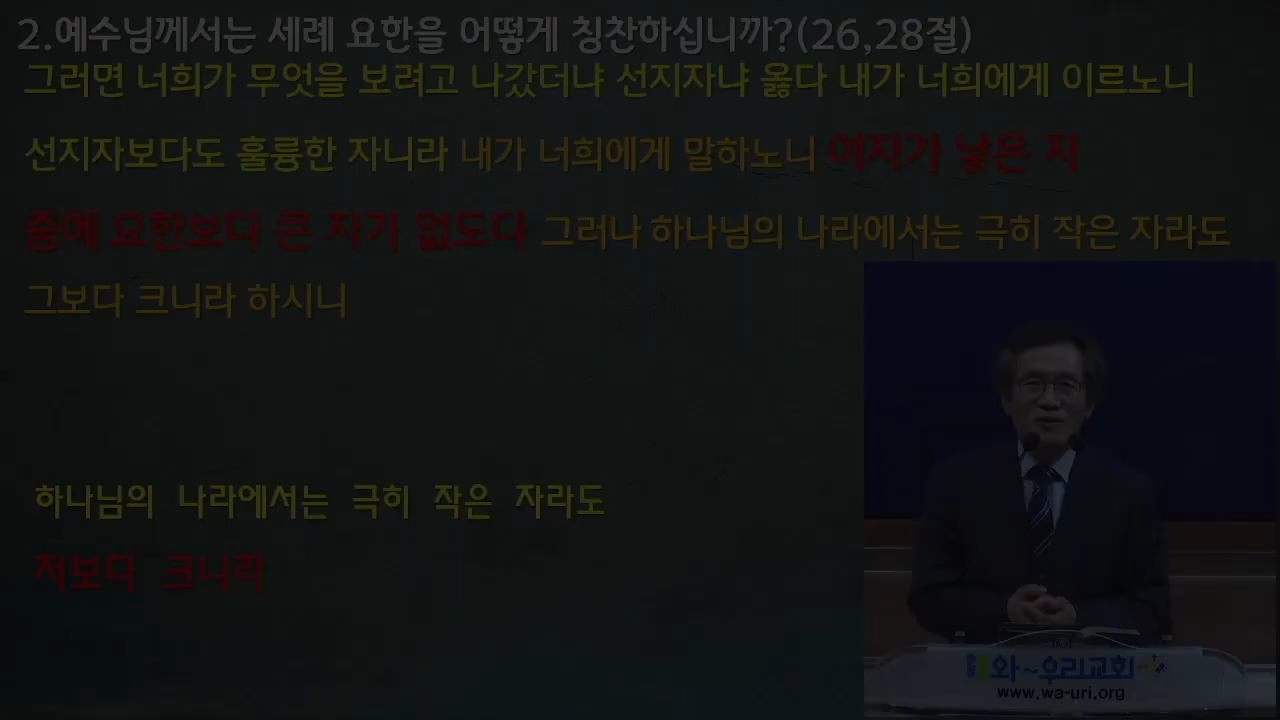 2.예수님께서는 세례 요한을 어떻게 칭찬하십니까?(26,28절)
그러면 너희가 무엇을 보려고 나갔더냐 선지자냐 옳다 내가 너희에게 이르노니
선지자보다도 훌륭한 자니라 내가 너희에게 말하노니 여자가 낳은 자
중에 요한보다 큰 자가 없도다 그러나 하나님의 나라에서는 극히 작은 자라도
그보다 크니라 하시니
하나님의 나라에서는 극히 작은 자라도
저보다 크니라
와~우리교회
www.wa-uri.org